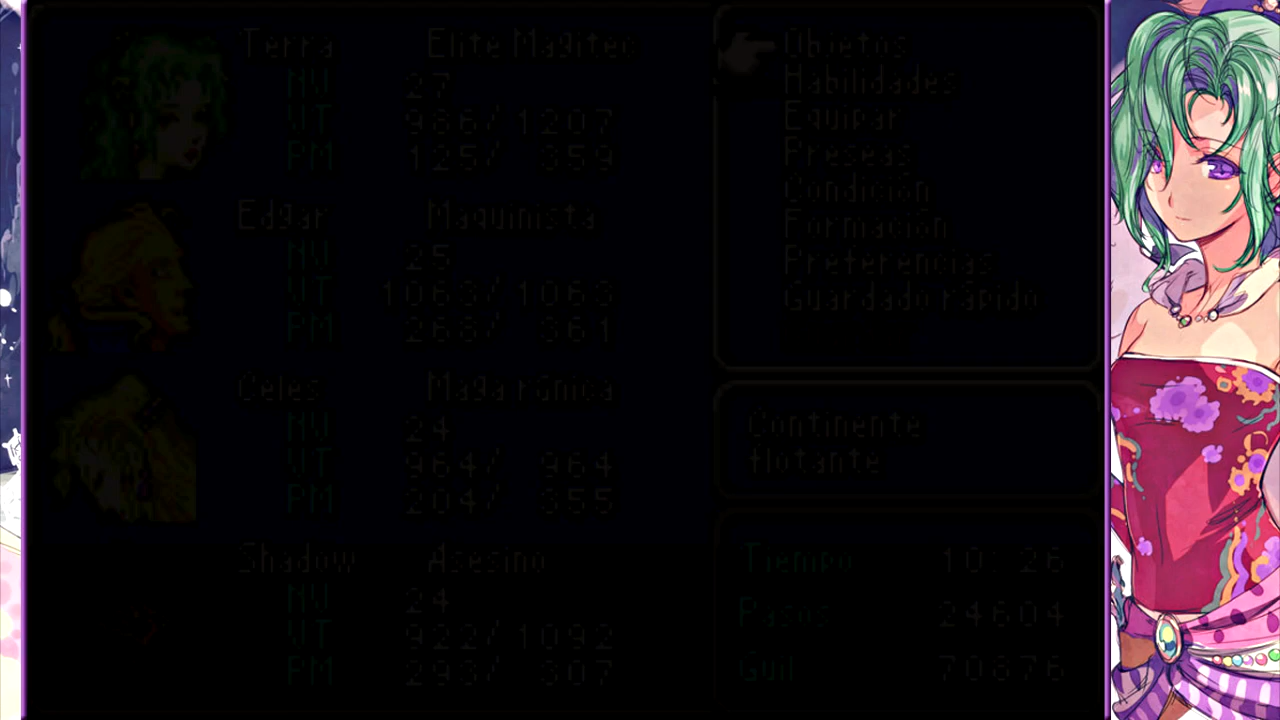 Terra Elite Magitec
NV 27
VT 986/ 1207
PM 125/ 359
Edgar Maquinista
NV 25
VT 1063/ 1063
PM 263/ 361
Celes Maga rúnica
NV 24
VT 964/ 964
PM 204/ 355
Shadow Asesino
NV 24
VT 922/ 1092
PM 293/ 307
Objetos
Habilidades
Equipar
Preseas
Condición
Formación
Preferencias
Guardado rápido
Continente
flotante
Tiempo 10:26
Pasos 24604
Guil 70676